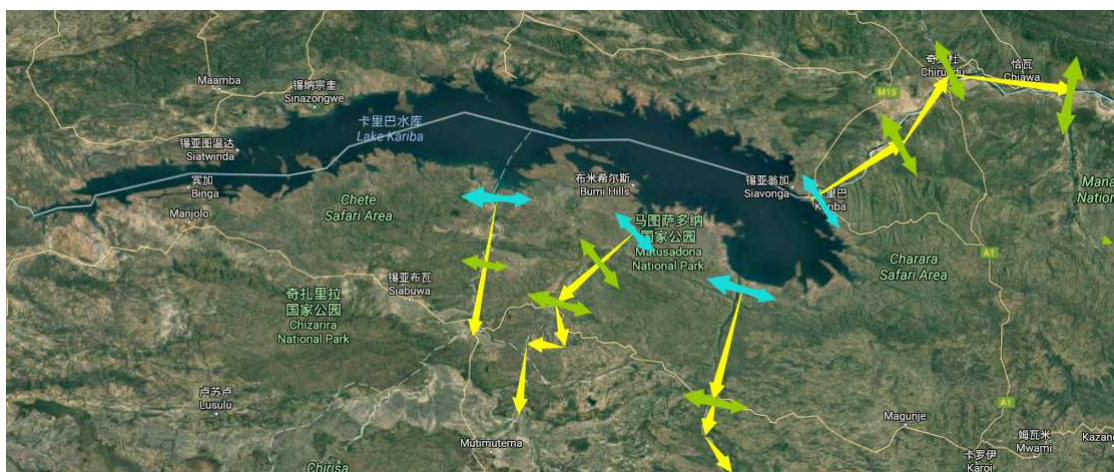 奇龙杜
Chirundu
恰瓦
Chiawa
Maamba
锡纳宗圭
Sinazongwe
M15
卡里巴水库
Lake Kariba
锡亚图温达
Siatwinda
宾加
Binga
布米希尔斯
Bumi Hills
锡亚翁加
Siavonga
卡里巴
Kariba
Mana
Nation
Manjolo
Chete
Safari Area
马图萨多纳
国家公园
Matusadona
National Park
A1
Charara
Safari Area
锡亚布瓦
Siabuwa
奇扎里拉
国家公园
Chizarira
National Park
卢苏卢
Lusulu
A1
Magunje
姆瓦米
Mwami
Kazang
Mutimutema
卡罗伊
Karoi
Chirisa